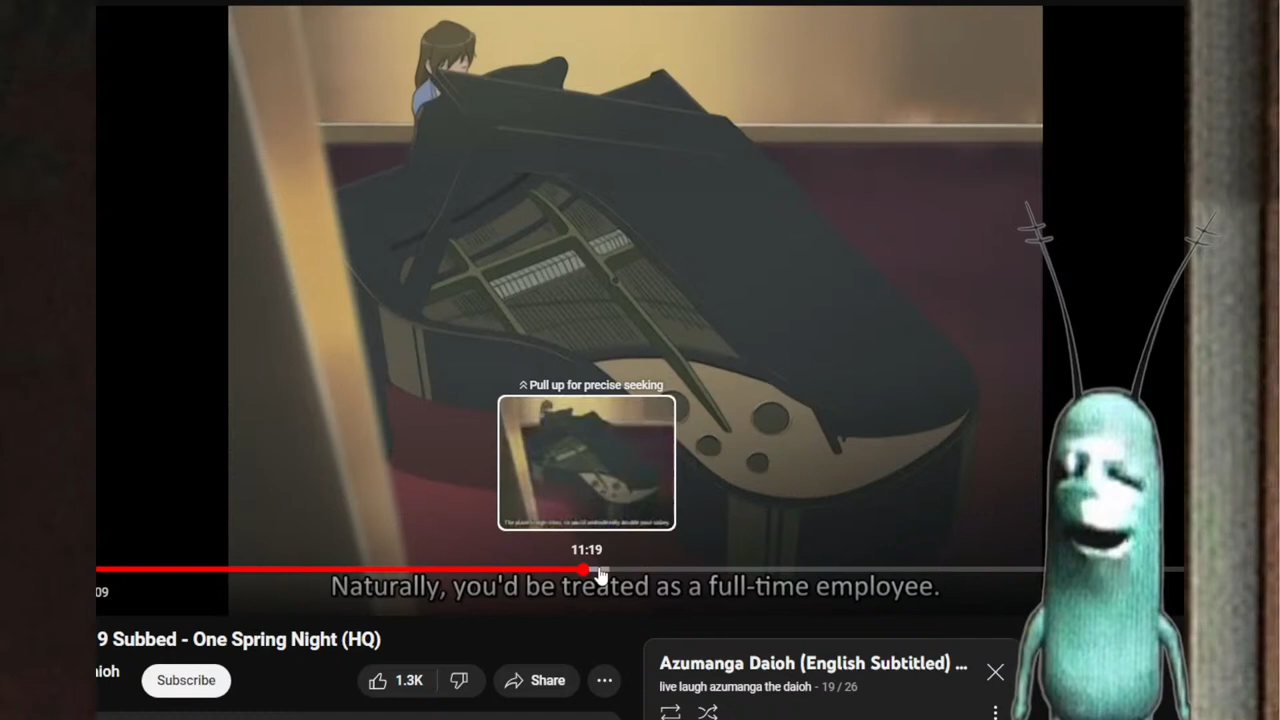 Pull up for precise seeking
11:19
Naturally, you'd be treated as a full-time employee.
09
9 Subbed - One Spring Night (HQ)
aioh
Subscribe
1.3K
Share
Azumanga Daioh (English Subtitled) ...
live laugh azumanga the daioh - 19 / 26